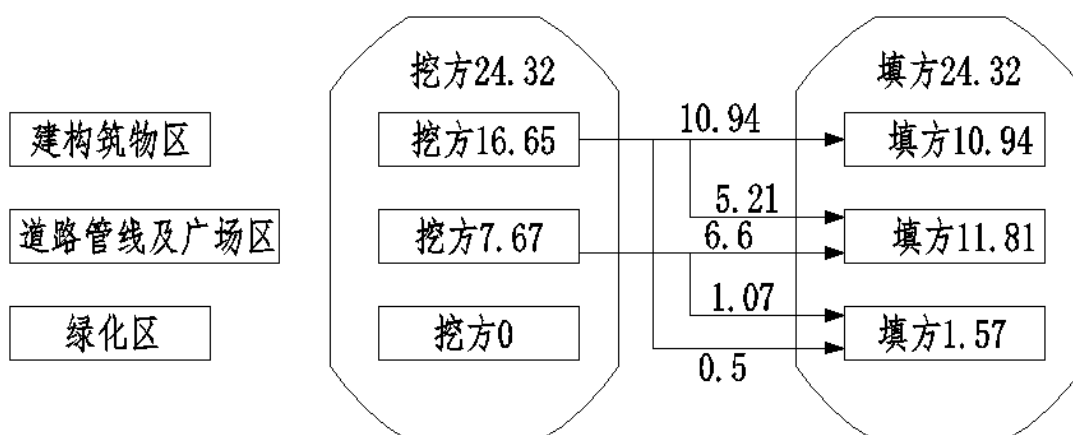 挖方24.32
填方24.32
建构筑物区
挖方16.65
10.94
填方10.94
道路管线及广场区
挖方7.67
5.21
6.6
填方11.81
绿化区
挖方0
1.07
0.5
填方1.57